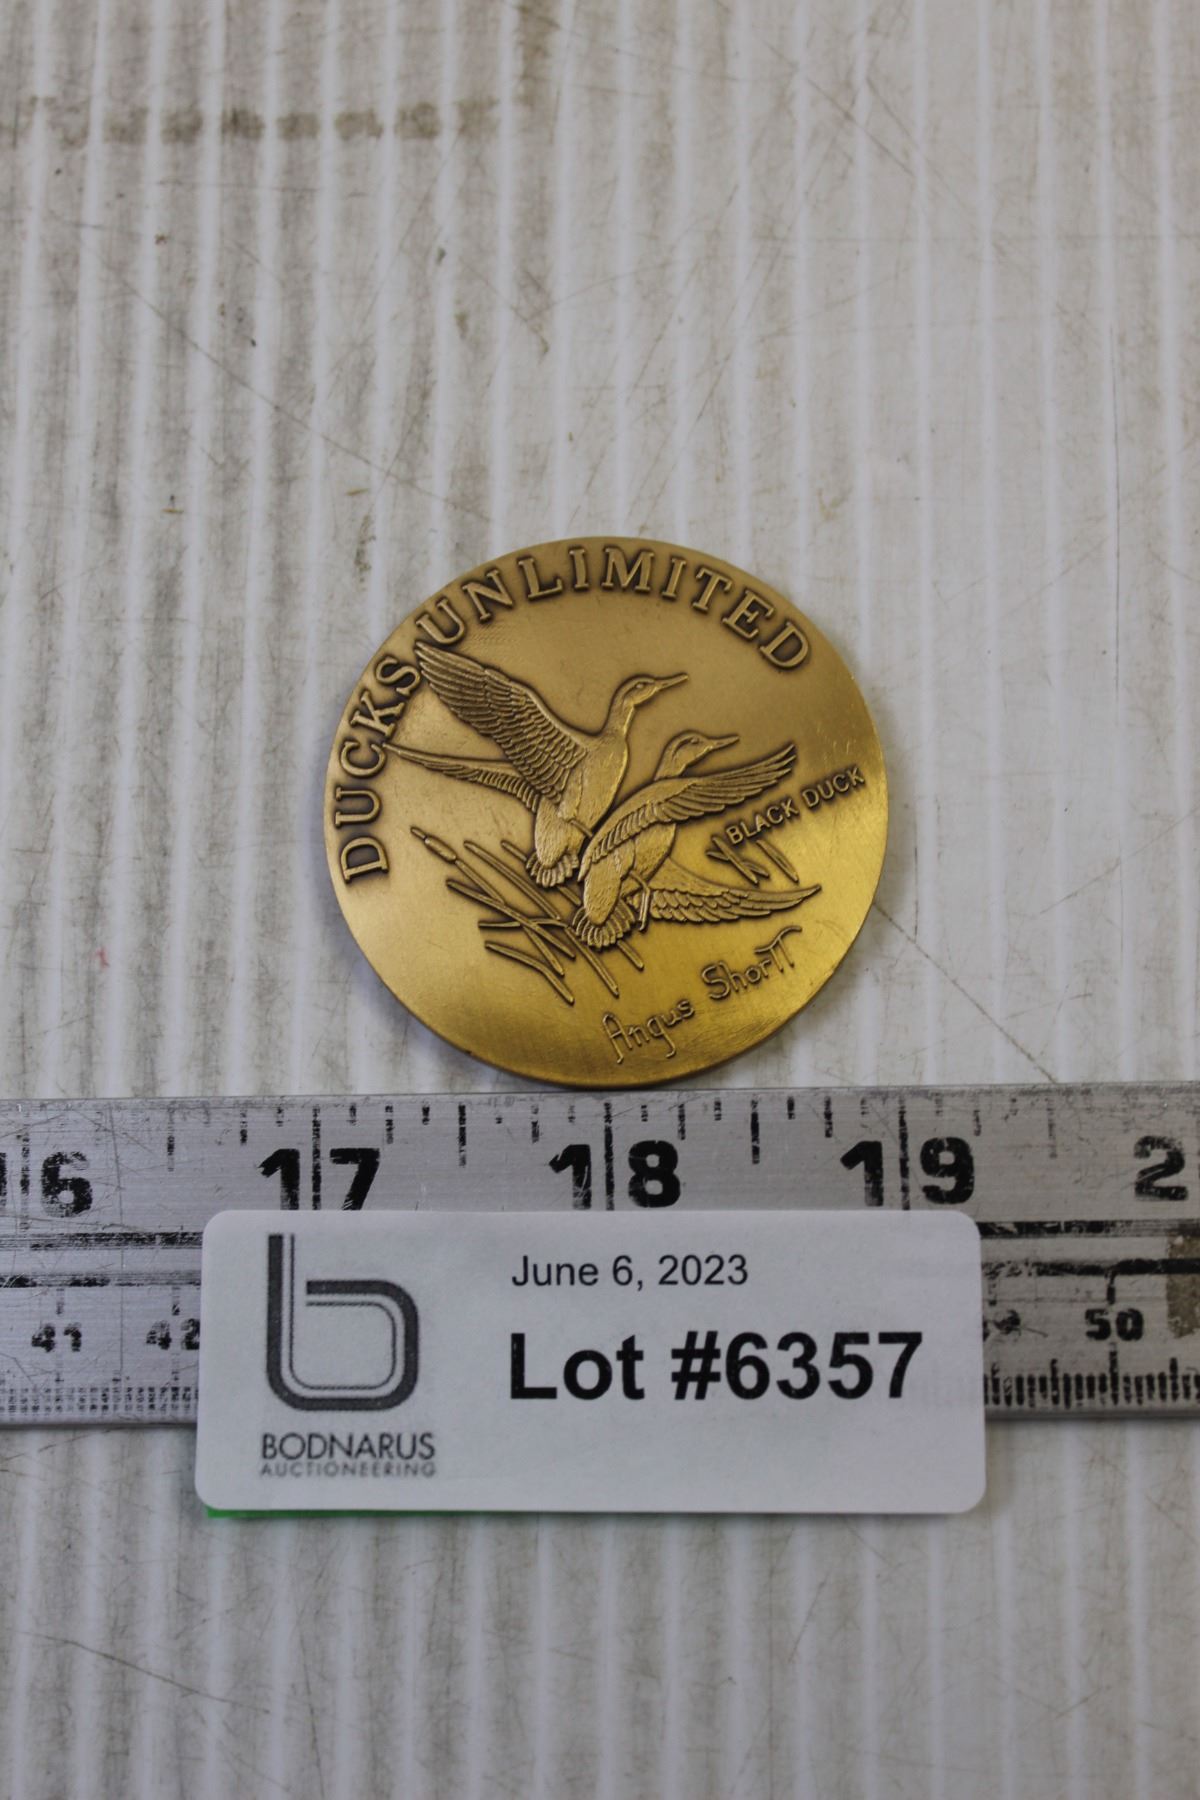 DUCKS UNLIMITED
BLACK DUCK
Angus Shortt
16 17 18 19 2
June 6, 2023
Lot #6357
BODNARUS
AUCTIONEERING
41 42 50